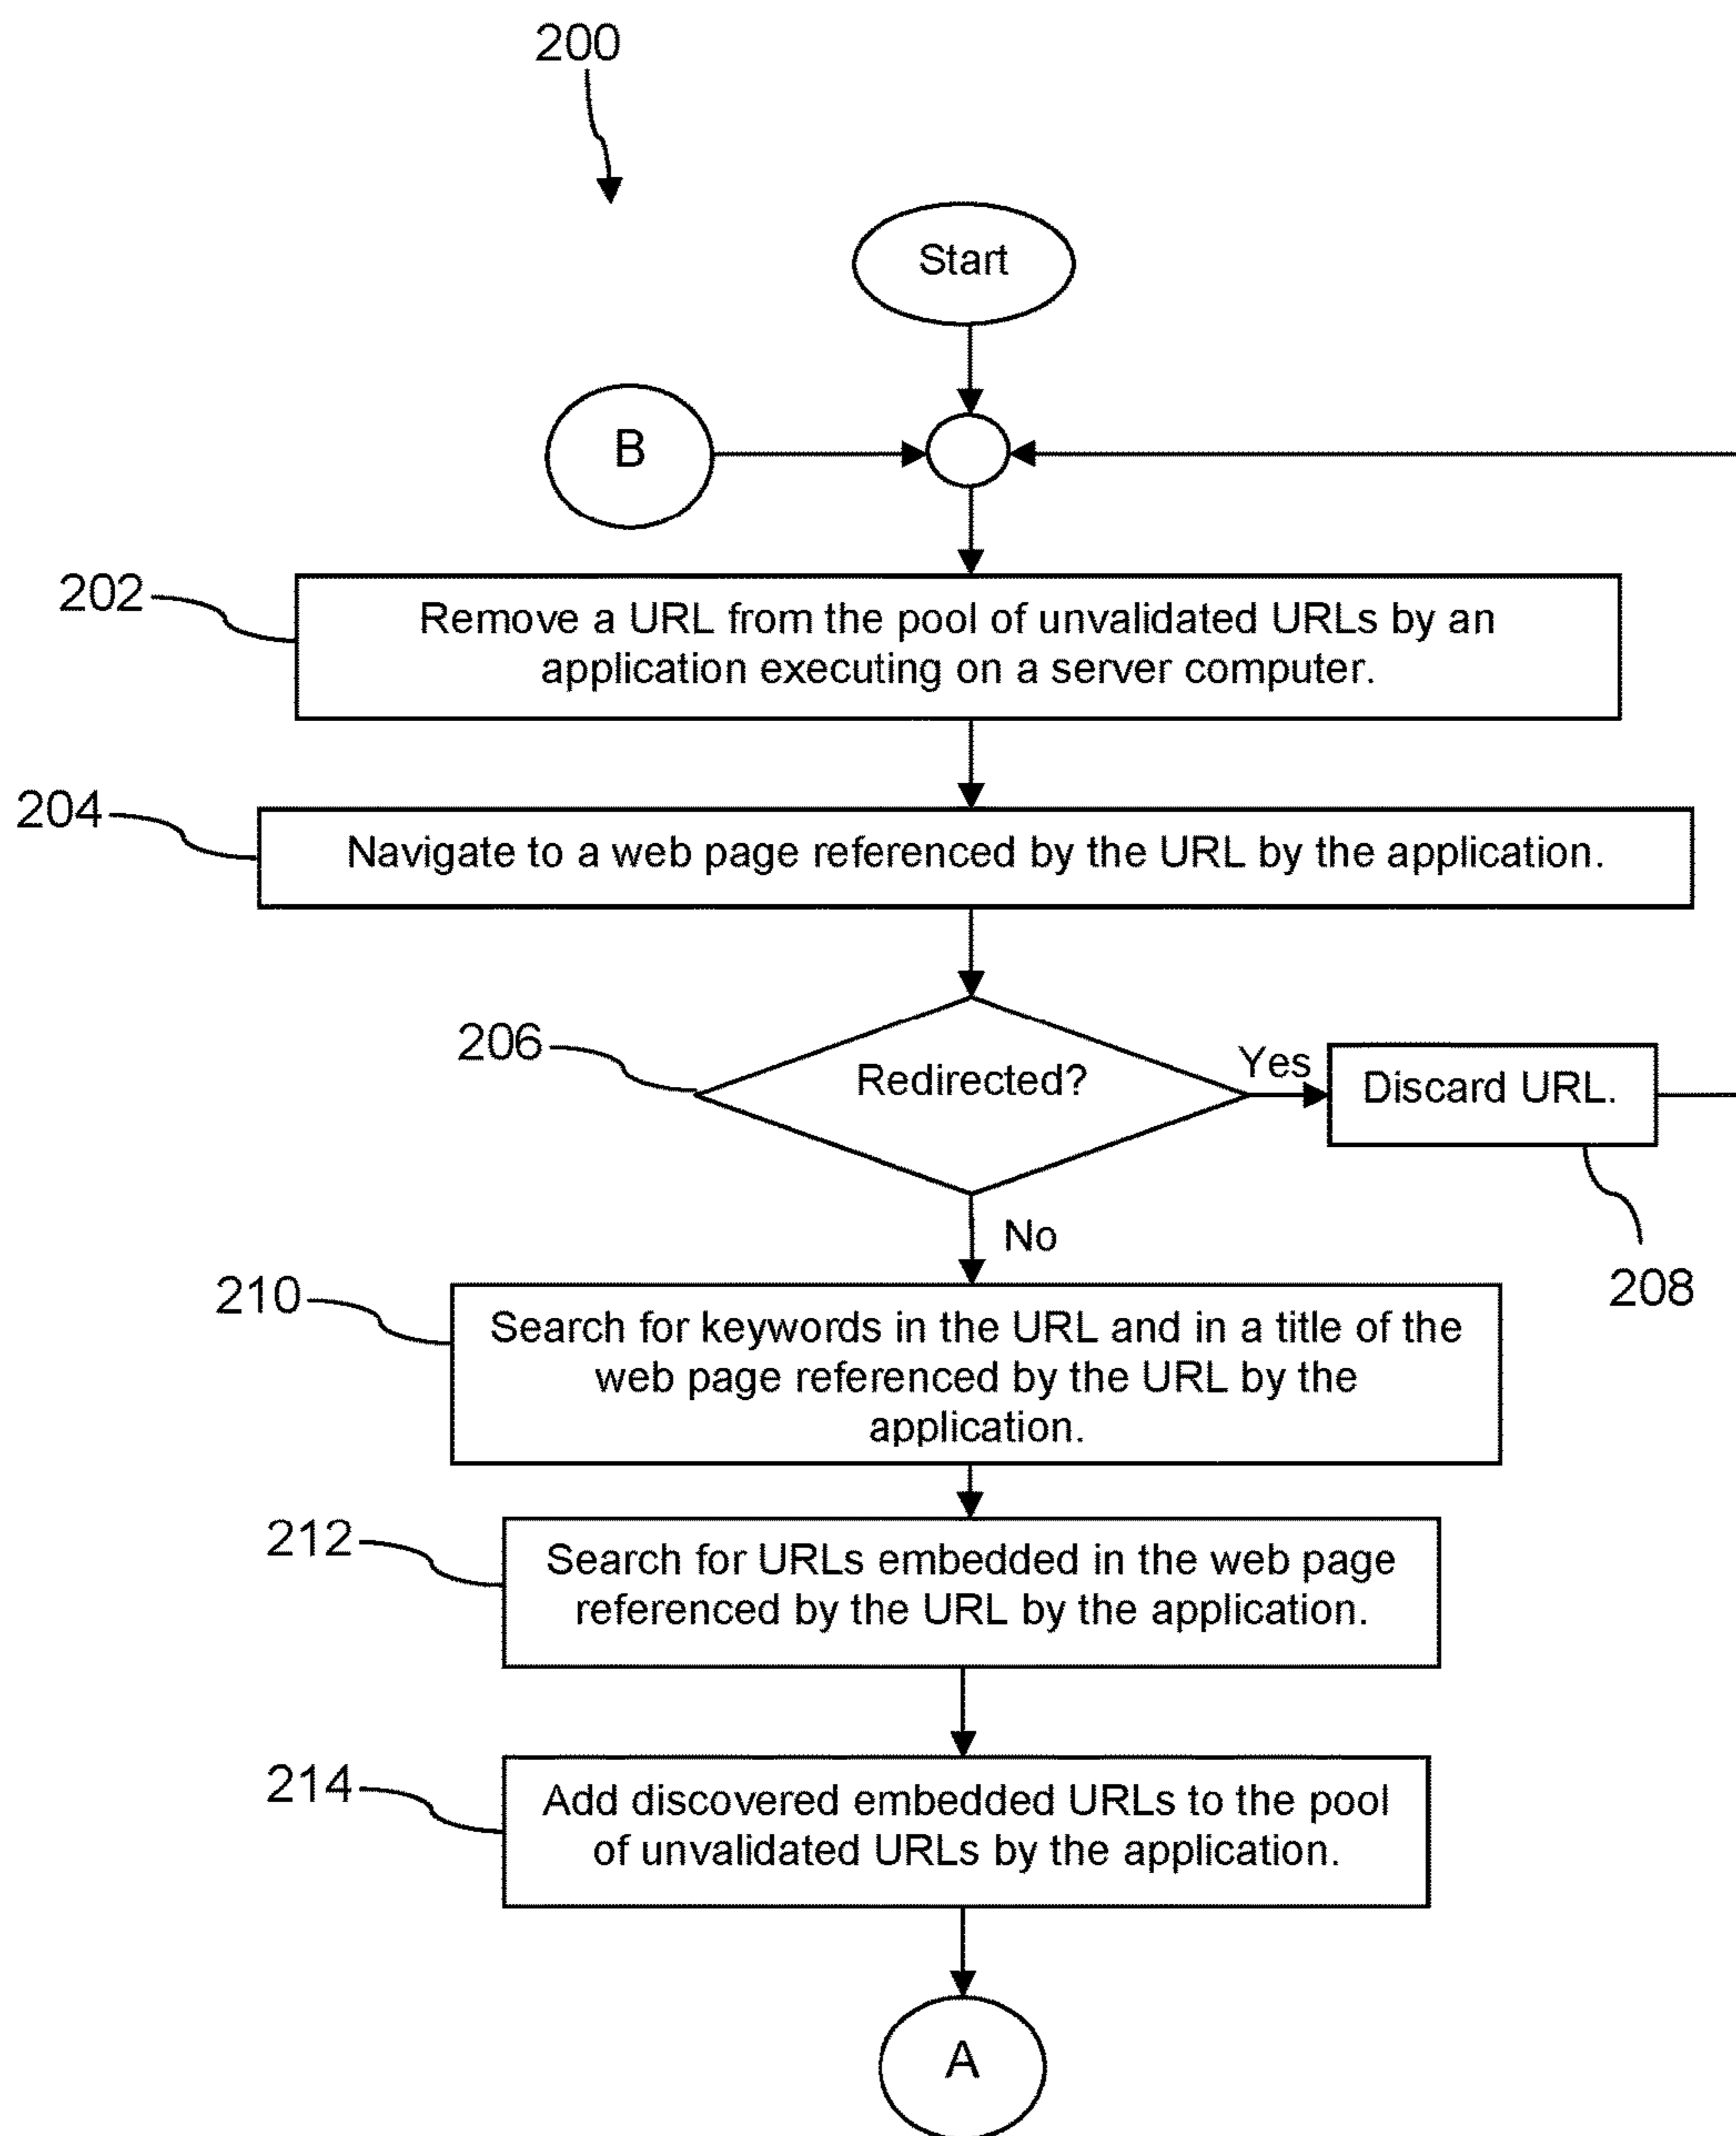 200
Start
B
202
Remove a URL from the pool of unvalidated URLs by an
application executing on a server computer.
204
Navigate to a web page referenced by the URL by the application.
206
Redirected?
Yes
Discard URL.
208
No
210
Search for keywords in the URL and in a title of the
web page referenced by the URL by the
application.
212
Search for URLs embedded in the web page
referenced by the URL by the application.
214
Add discovered embedded URLs to the pool
of unvalidated URLs by the application.
A